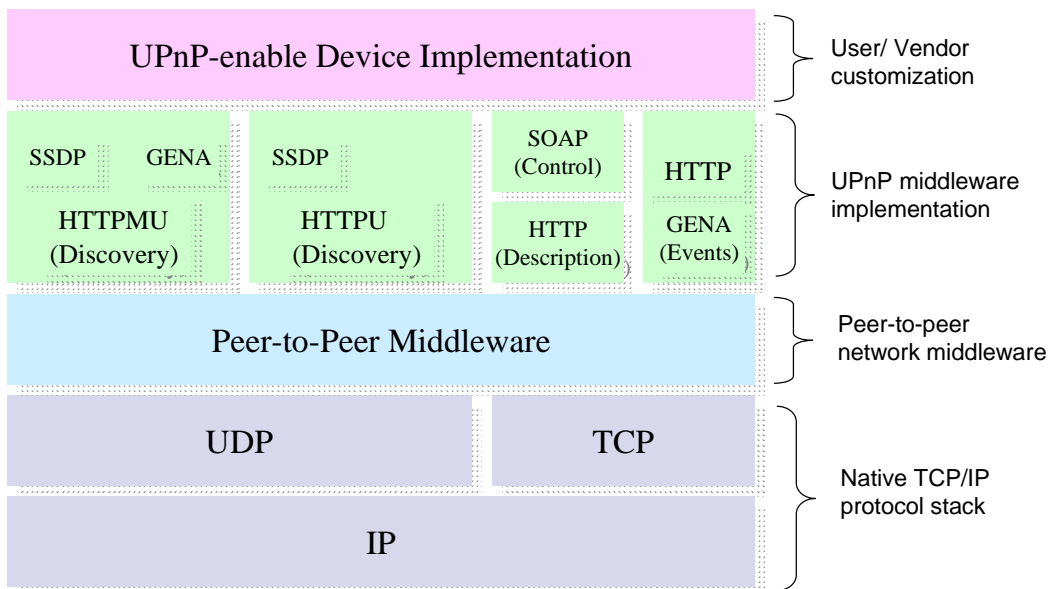 UPnP-enable Device Implementation
User/ Vendor
customization
SSDP
GENA
HTTPMU
(Discovery)
SSDP
HTTPU
(Discovery)
SOAP
(Control)
HTTP
(Description)
HTTP
GENA
(Events)
UPnP middleware
implementation
Peer-to-Peer Middleware
Peer-to-peer
network middleware
UDP
TCP
IP
Native TCP/IP
protocol stack